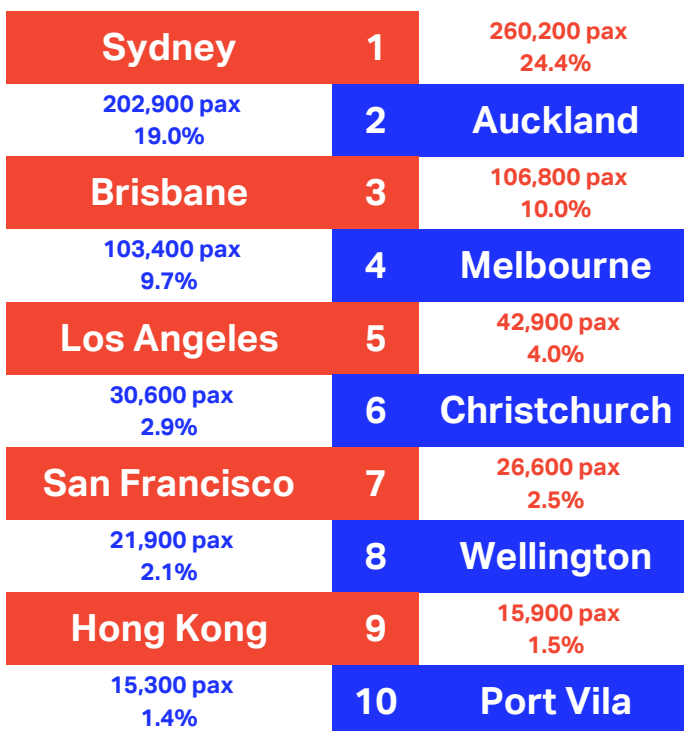 Sydney 1 260,200 pax
24.4%
202,900 pax
19.0%
2 Auckland
Brisbane 3 106,800 pax
10.0%
103,400 pax
9.7%
4 Melbourne
Los Angeles 5 42,900 pax
4.0%
30,600 pax
2.9%
6 Christchurch
San Francisco 7 26,600 pax
2.5%
21,900 pax
2.1%
8 Wellington
Hong Kong 9 15,900 pax
1.5%
15,300 pax
1.4%
10 Port Vila